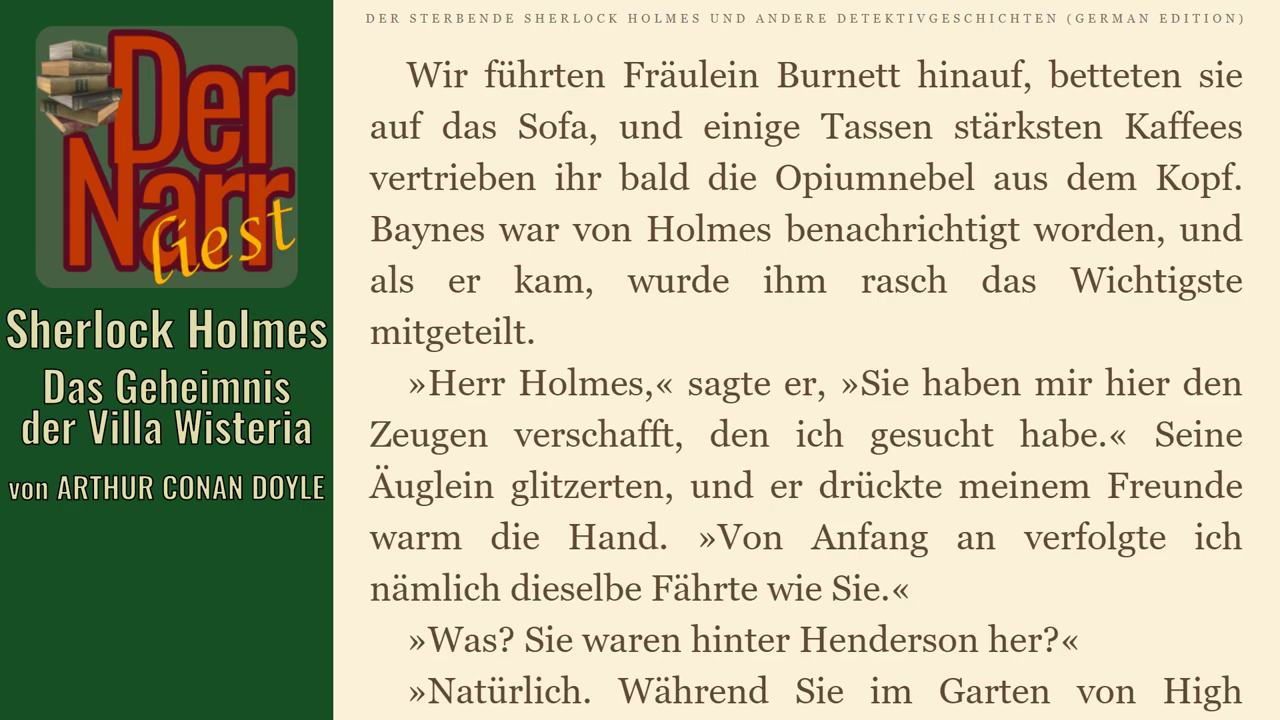 Der
Narr
liest
Sherlock Holmes
Das Geheimnis
der Villa Wisteria
von ARTHUR CONAN DOYLE
DER STERBENDE SHERLOCK HOLMES UND ANDERE DETEKTIVGESCHICHTEN (GERMAN EDITION)
Wir führten Fräulein Burnett hinauf, betteten sie
auf das Sofa, und einige Tassen stärksten Kaffees
vertrieben ihr bald die Opiumnebel aus dem Kopf.
Baynes war von Holmes benachrichtigt worden, und
als er kam, wurde ihm rasch das Wichtigste
mitgeteilt.
»Herr Holmes,« sagte er, »Sie haben mir hier den
Zeugen verschafft, den ich gesucht habe.« Seine
Äuglein glitzerten, und er drückte meinem Freunde
warm die Hand. »Von Anfang an verfolgte ich
nämlich dieselbe Fährte wie Sie.«
»Was? Sie waren hinter Henderson her?«
»Natürlich. Während Sie im Garten von High